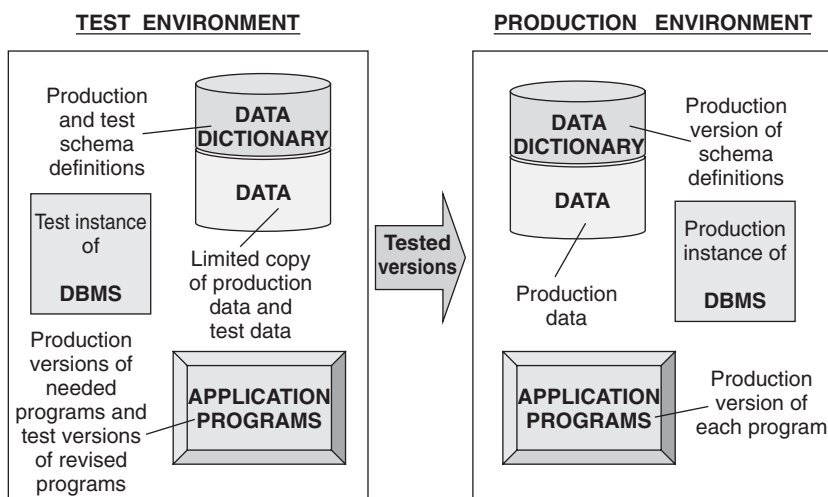 TEST ENVIRONMENT
Production
and test
schema
definitions
DATA
DICTIONARY
DATA
Test instance
of
DBMS
Limited copy
of production
data and
test data
Production
versions of
needed
programs and
test versions
of revised
programs
APPLICATION
PROGRAMS
Tested
versions
PRODUCTION ENVIRONMENT
DATA
DICTIONARY
DATA
Production
version of
schema
definitions
Production
instance of
DBMS
Production
data
APPLICATION
PROGRAMS
Production
version of
each program